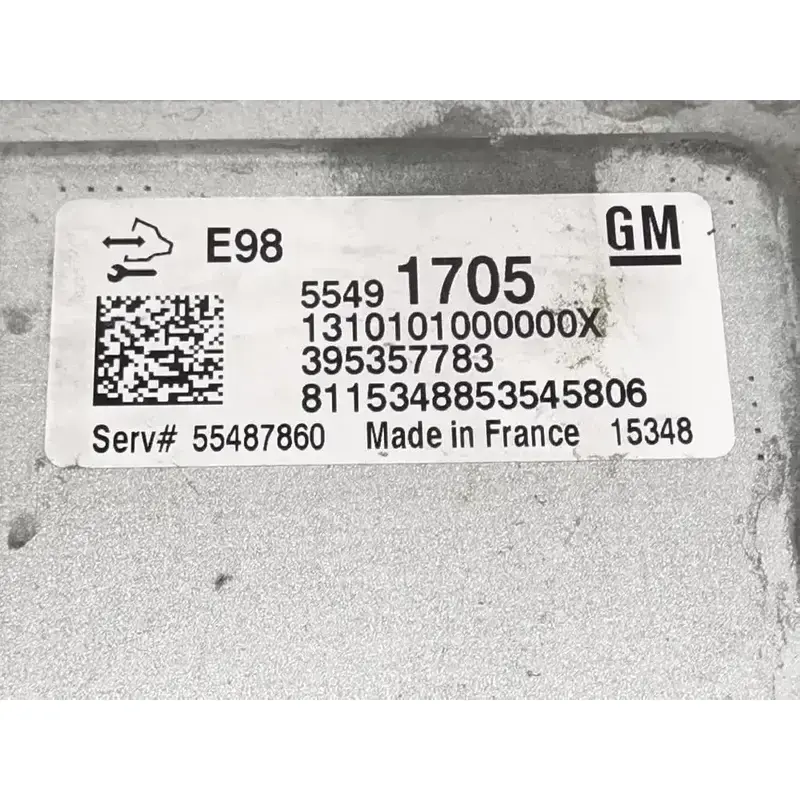 E98
GM
5549 1705
1310101000000X
395357783
8115348853545806
Serv# 55487860 Made in France 15348